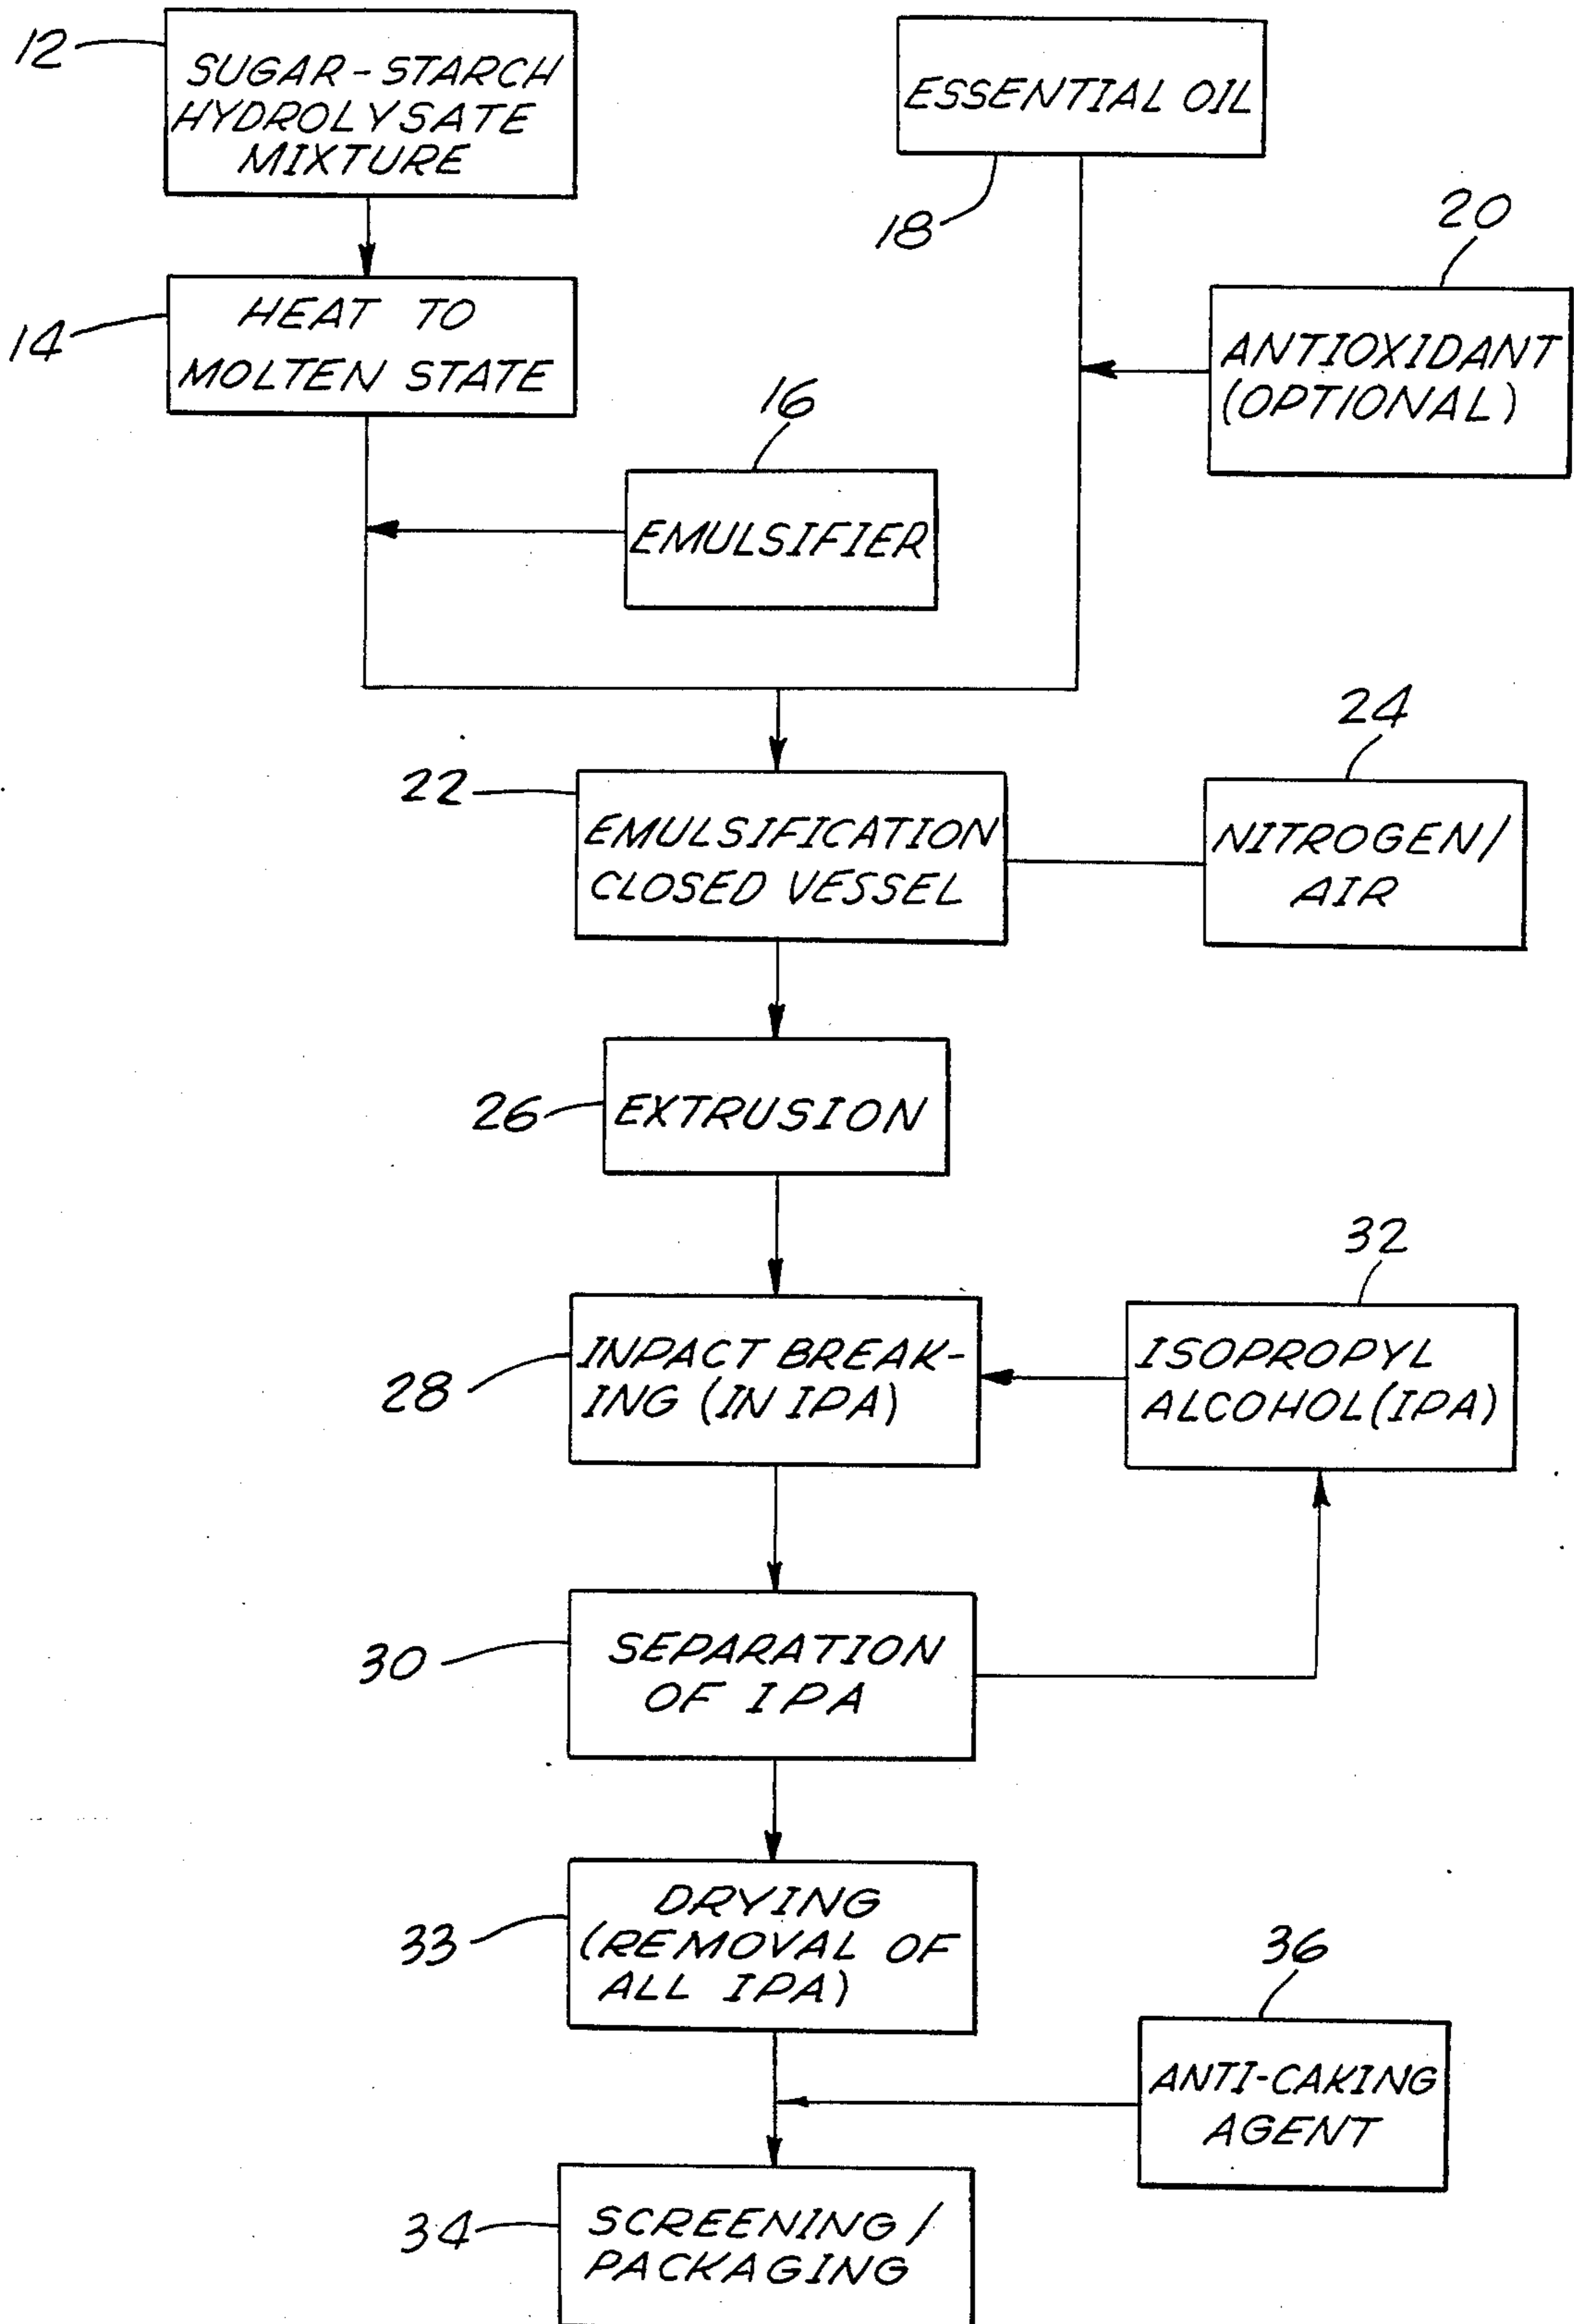 12
SUGAR-STARCH
HYDROLYSATE
MIXTURE
ESSENTIAL OIL
18
20
14
HEAT TO
MOLTEN STATE
ANTIOXIDANT
(OPTIONAL)
16
EMULSIFIER
24
22
EMULSIFICATION
CLOSED VESSEL
NITROGEN/
AIR
26
EXTRUSION
32
28
INPACT BREAK-
ING (IN IPA)
ISOPROPYL
ALCOHOL(IPA)
30
SEPARATION
OF IPA
33
DRYING
(REMOVAL OF
ALL IPA)
36
ANTI-CAKING
AGENT
34
SCREENING/
PACKAGING